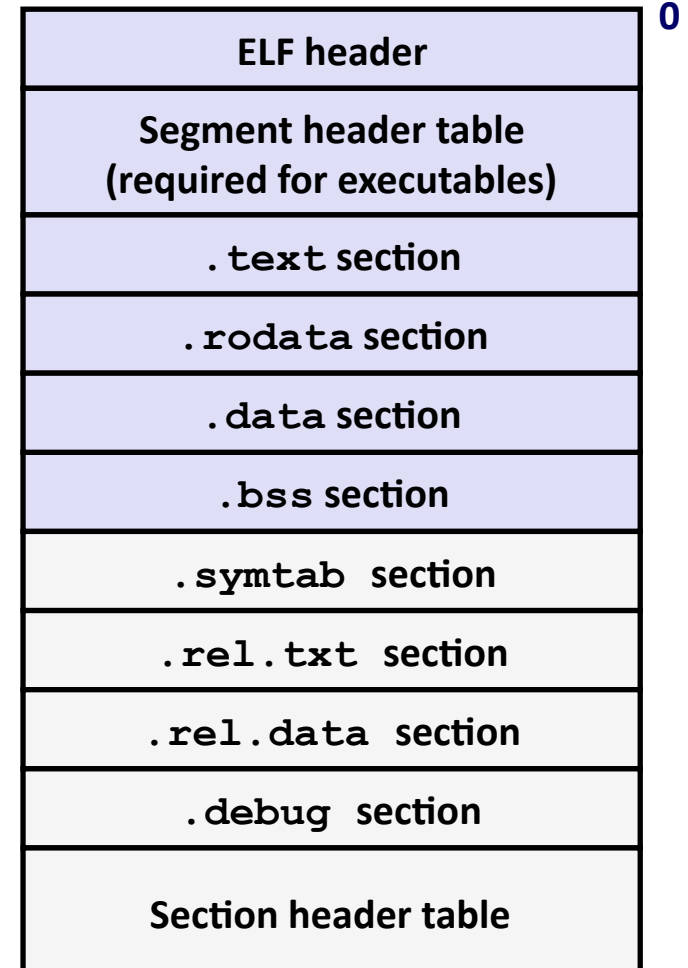 0
ELF header
Segment header table
(required for executables)
.text section
.rodata section
.data section
.bss section
.symtab section
.rel.txt section
.rel.data section
.debug section
Section header table